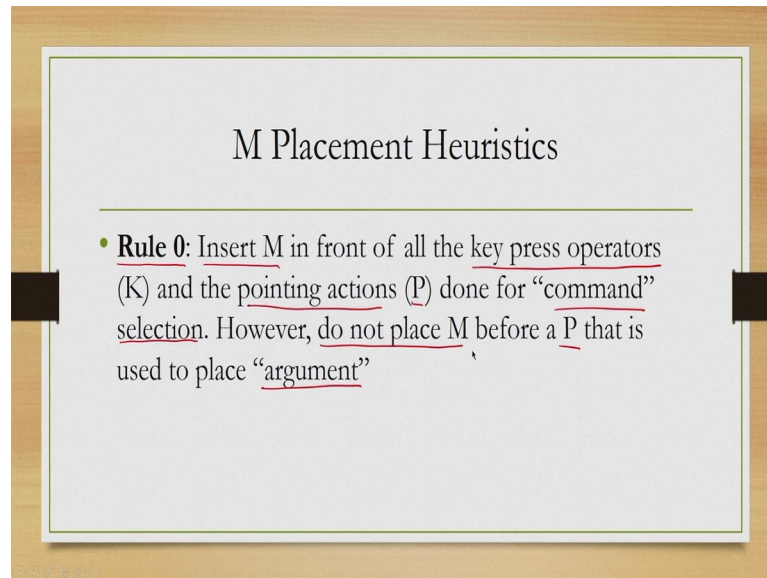 M Placement Heuristics
• Rule 0: Insert M in front of all the key press operators
(K) and the pointing actions (P) done for “command”
selection. However, do not place M before a P that is
used to place “argument”